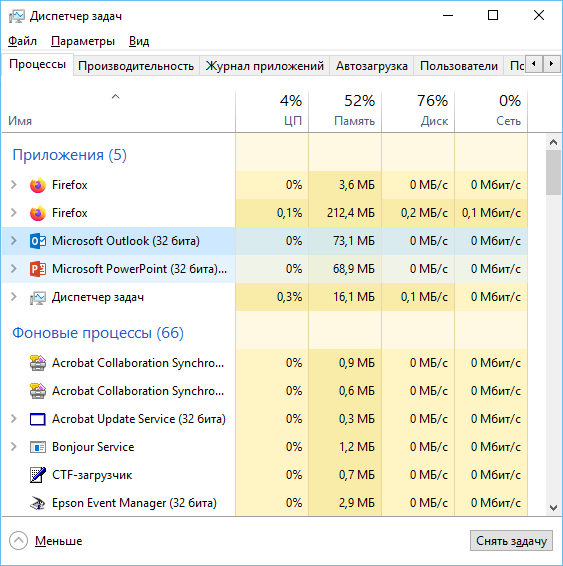 Диспетчер задач
Файл Параметры Вид
Процессы Производительность Журнал приложений Автозагрузка Пользователи По
4% 52% 76% 0%
Имя ЦП Память Диск Сеть
Приложения (5)
Firefox 0% 3,6 МБ 0 МБ/с 0 Мбит/с
Firefox 0,1% 212,4 МБ 0,2 МБ/с 0,1 Мбит/с
Microsoft Outlook (32 бита) 0% 73,1 МБ 0 МБ/с 0 Мбит/с
Microsoft PowerPoint (32 бита)... 0% 68,9 МБ 0 МБ/с 0 Мбит/с
Диспетчер задач 0,3% 16,1 МБ 0,1 МБ/с 0 Мбит/с
Фоновые процессы (66)
Acrobat Collaboration Synchro... 0% 0,9 МБ 0 МБ/с 0 Мбит/с
Acrobat Collaboration Synchro... 0% 0,6 МБ 0 МБ/с 0 Мбит/с
Acrobat Update Service (32 бита) 0% 0,3 МБ 0 МБ/с 0 Мбит/с
Bonjour Service 0% 1,2 МБ 0 МБ/с 0 Мбит/с
CTF-загрузчик 0% 0,7 МБ 0 МБ/с 0 Мбит/с
Epson Event Manager (32 бита) 0% 2,9 МБ 0 МБ/с 0 Мбит/с
Меньше Снять задачу